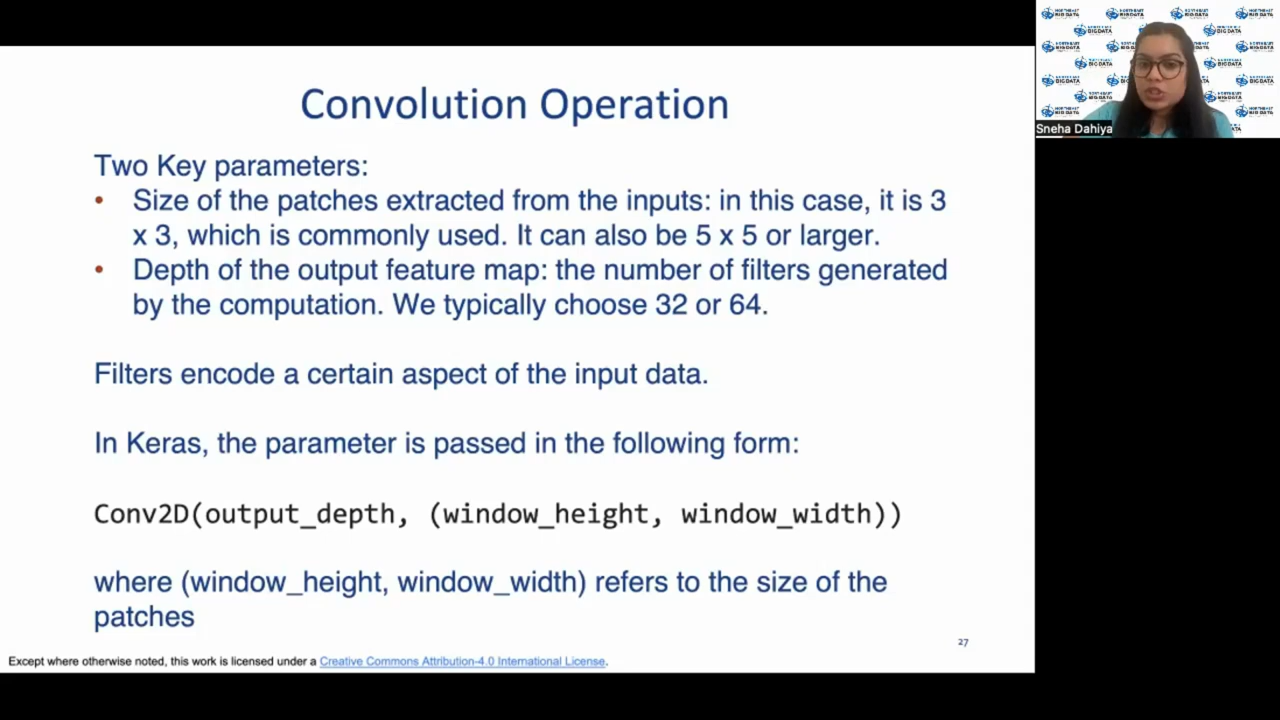 Convolution Operation
Two Key parameters:
• Size of the patches extracted from the inputs: in this case, it is 3
x 3, which is commonly used. It can also be 5 x 5 or larger.
• Depth of the output feature map: the number of filters generated
by the computation. We typically choose 32 or 64.
Filters encode a certain aspect of the input data.
In Keras, the parameter is passed in the following form:
Conv2D(output_depth, (window_height, window_width))
where (window_height, window_width) refers to the size of the
patches
27
Except where otherwise noted, this work is licensed under a Creative Commons Attribution-4.0 International License.
NORTHEAST
BIG DATA
Sneha Dahiya